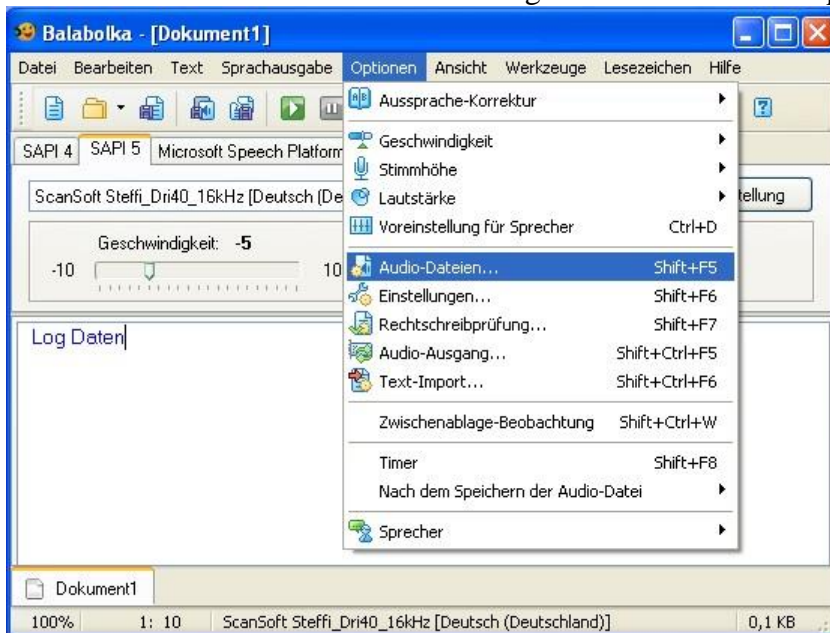 Balabolka - [Dokument1]
Datei Bearbeiten Text Sprachausgabe Optionen Ansicht Werkzeuge Lesezeichen Hilfe
SAPI 4 SAPI 5 Microsoft Speech Platform
ScanSoft Steffi_Dri40_16kHz [Deutsch (De
tellung
Geschwindigkeit: -5
-10 10
Log Daten
Aussprache-Korrektur
Geschwindigkeit
Stimmhöhe
Lautstärke
Voreinstellung für Sprecher Ctrl+D
Audio-Dateien... Shift+F5
Einstellungen... Shift+F6
Rechtschreibprüfung... Shift+F7
Audio-Ausgang... Shift+Ctrl+F5
Text-Import... Shift+Ctrl+F6
Zwischenablage-Beobachtung Shift+Ctrl+W
Timer Shift+F8
Nach dem Speichern der Audio-Datei
Sprecher
Dokument1
100% 1: 10 ScanSoft Steffi_Dri40_16kHz [Deutsch (Deutschland)] 0,1 KB